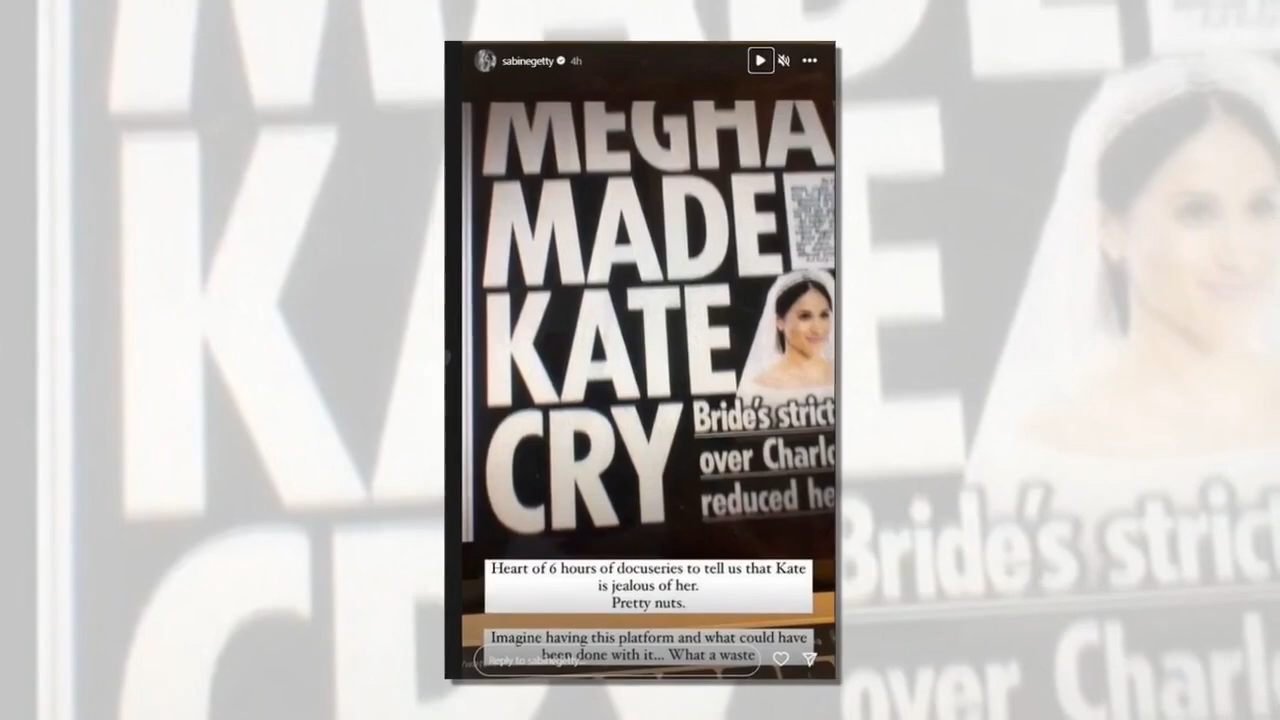 sabinegetty 4h
MEGHA
MADE
KATE
CRY
Bride's strict
over Charlo
reduced he
Heart of 6 hours of docuseries to tell us that Kate
is jealous of her.
Pretty nuts.
Imagine having this platform and what could have
been done with it... What a waste
Reply to sabinegetty...